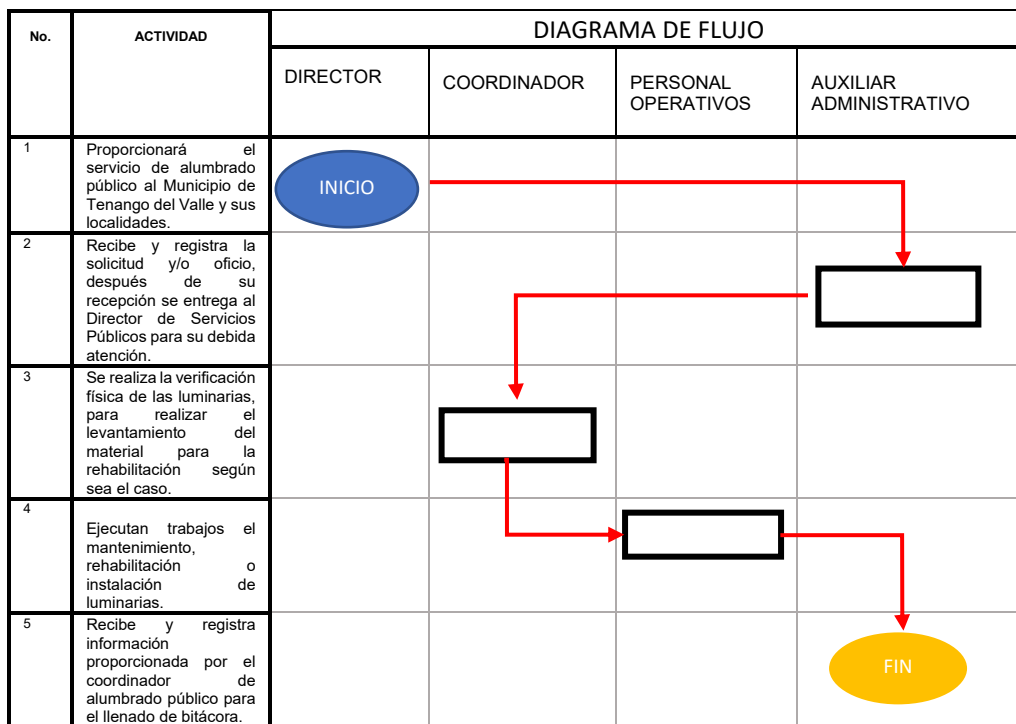 No.
ACTIVIDAD
DIAGRAMA DE FLUJO
DIRECTOR
COORDINADOR
PERSONAL
OPERATIVOS
AUXILIAR
ADMINISTRATIVO
1
Proporcionará el
servicio de alumbrado
público al Municipio de
Tenango del Valle y sus
localidades.
INICIO
2
Recibe y registra la
solicitud y/o oficio,
después de su
recepción se entrega al
Director de Servicios
Públicos para su debida
atención.
3
Se realiza la verificación
física de las luminarias,
para realizar el
levantamiento del
material para la
rehabilitación según
sea el caso.
4
Ejecutan trabajos el
mantenimiento,
rehabilitación o
instalación de
luminarias.
5
Recibe y registra
información
proporcionada por el
coordinador de
alumbrado público para
el llenado de bitácora.
FIN